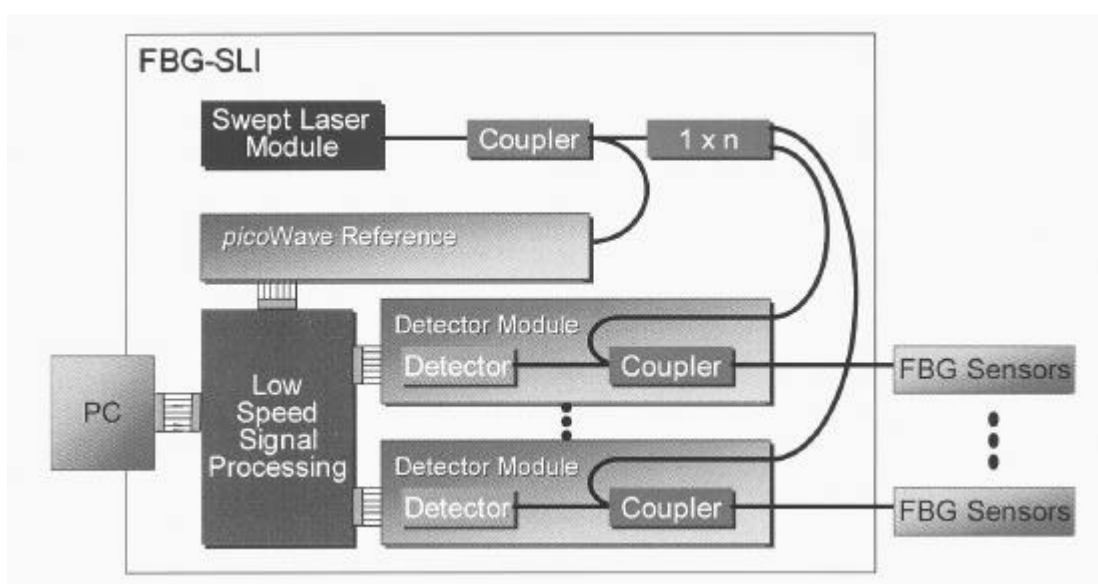 FBG-SLI
Swept Laser
Module
Coupler
1 x n
picoWave Reference
Detector Module
Detector
Coupler
FBG Sensors
PC
Low
Speed
Signal
Processing
Detector Module
Detector
Coupler
FBG Sensors